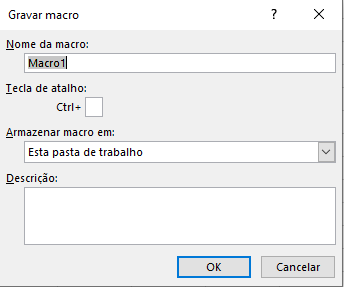 Gravar macro ? ×
Nome da macro:
Macro1
Tecla de atalho:
Ctrl+
Armazenar macro em:
Esta pasta de trabalho
Descrição:
OK Cancelar